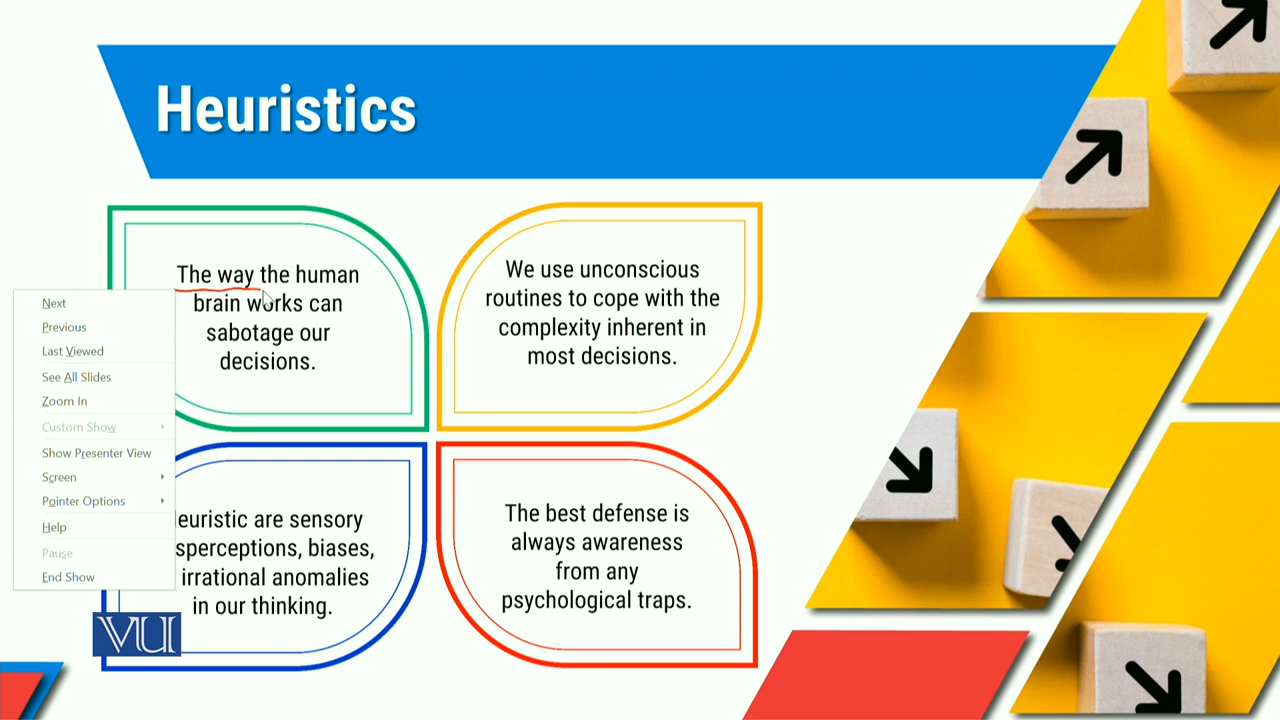 Heuristics
The way the human
brain works can
sabotage our
decisions.
We use unconscious
routines to cope with the
complexity inherent in
most decisions.
Next
Previous
Last Viewed
See All Slides
Zoom In
Custom Show
Show Presenter View
Screen
Pointer Options
Help
Pause
End Show
euristic are sensory
sperceptions, biases,
irrational anomalies
in our thinking.
The best defense is
always awareness
from any
psychological traps.
VU